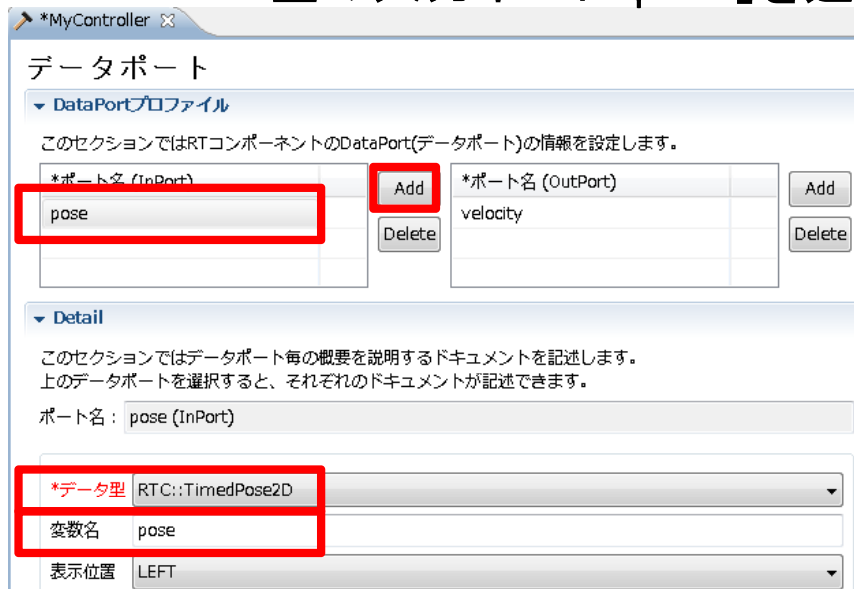 *MyController
データポート
DataPortプロファイル
このセクションではRTコンポーネントのDataPort(データポート)の情報を設定します。
*ポート名 (InPort)
pose
Add
Delete
*ポート名 (OutPort)
velocity
Add
Delete
Detail
このセクションではデータポート毎の概要を説明するドキュメントを記述します。
上のデータポートを選択すると、それぞれのドキュメントが記述できます。
ポート名： pose (InPort)
*データ型 RTC::TimedPose2D
変数名 pose
表示位置 LEFT